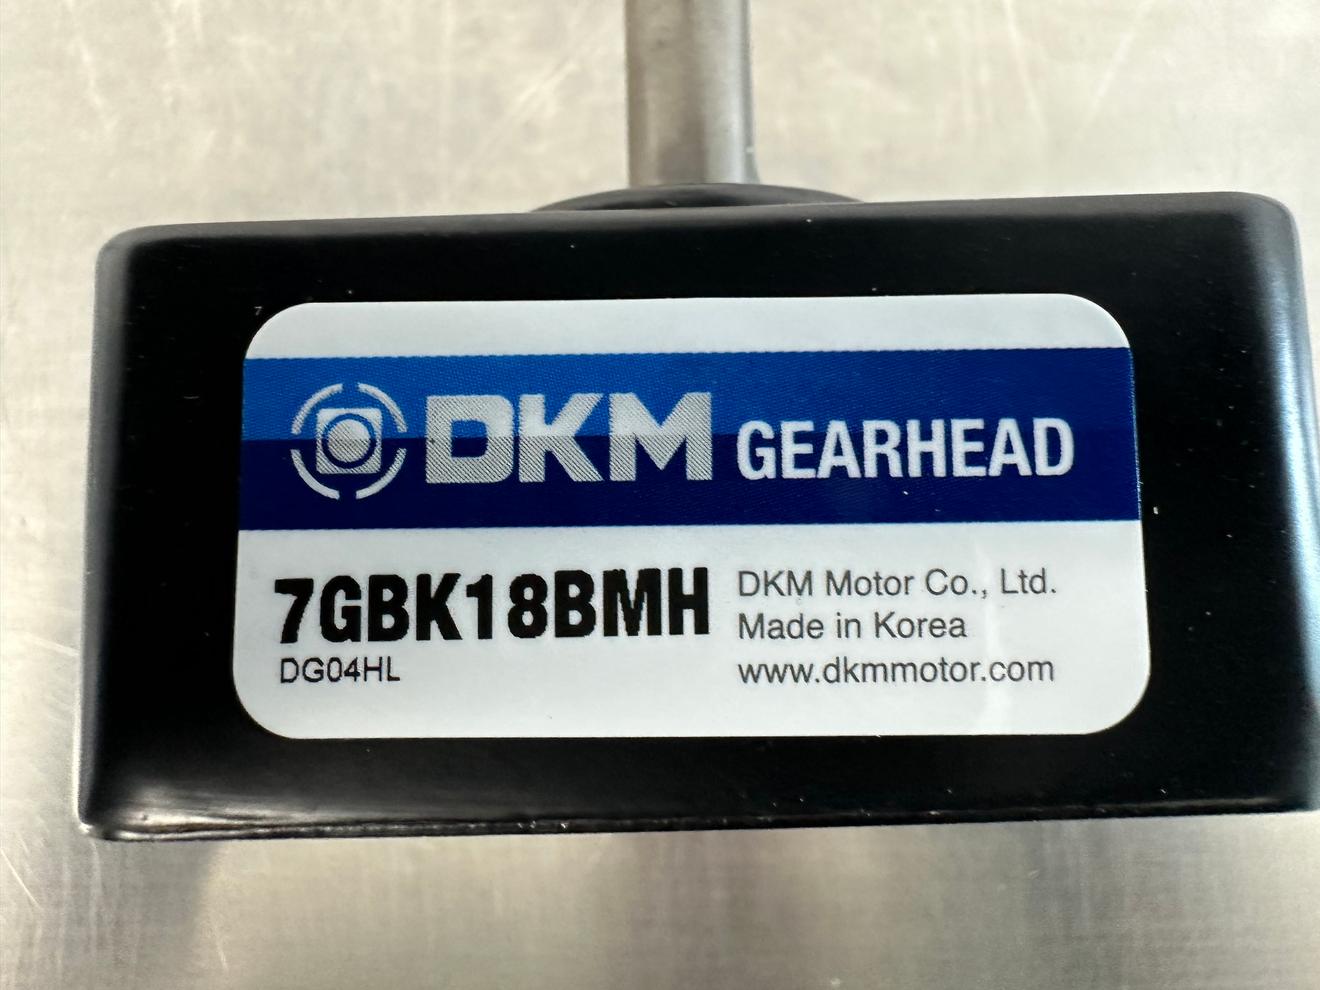 DKM GEARHEAD
7GBK18BMH
DG04HL
DKM Motor Co., Ltd.
Made in Korea
www.dkmmotor.com